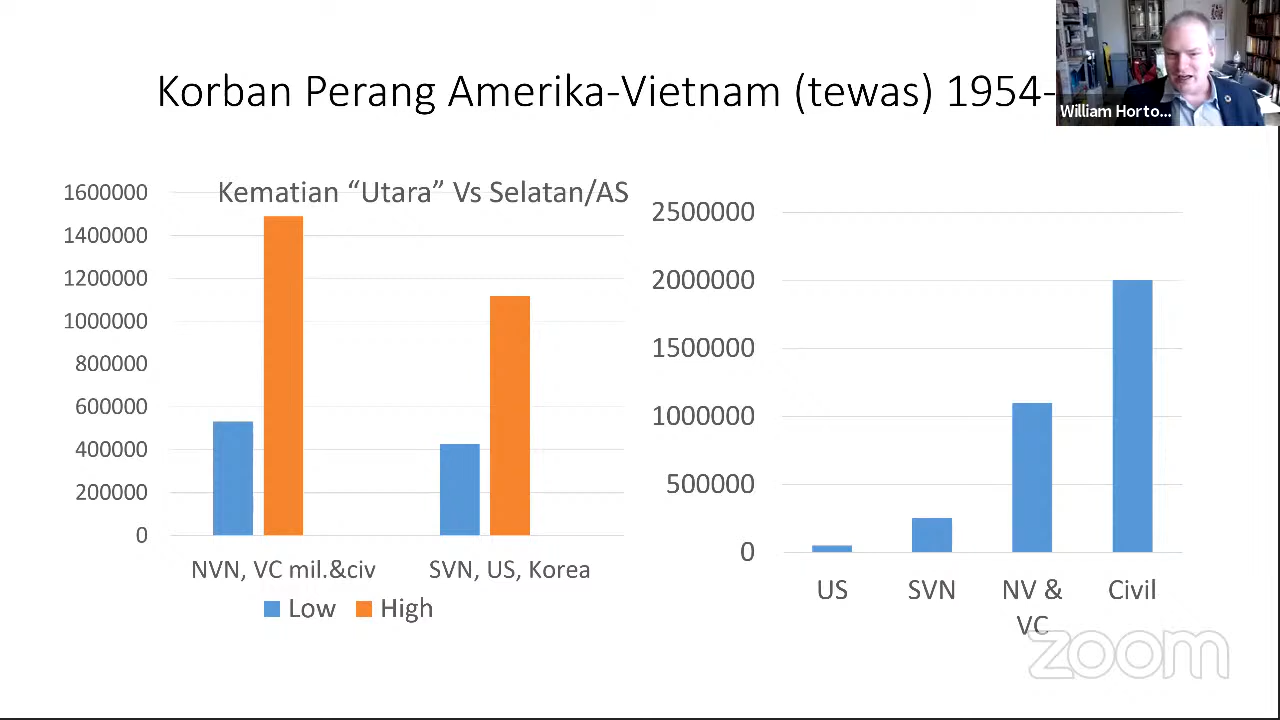 Korban Perang Amerika-Vietnam (tewas) 1954-
William Horto...
Kematian “Utara” Vs Selatan/AS
1600000
1400000
1200000
1000000
800000
600000
400000
200000
0
NVN, VC mil.&civ
SVN, US, Korea
Low
High
2500000
2000000
1500000
1000000
500000
0
US
SVN
NV &
VC
Civil
zoom